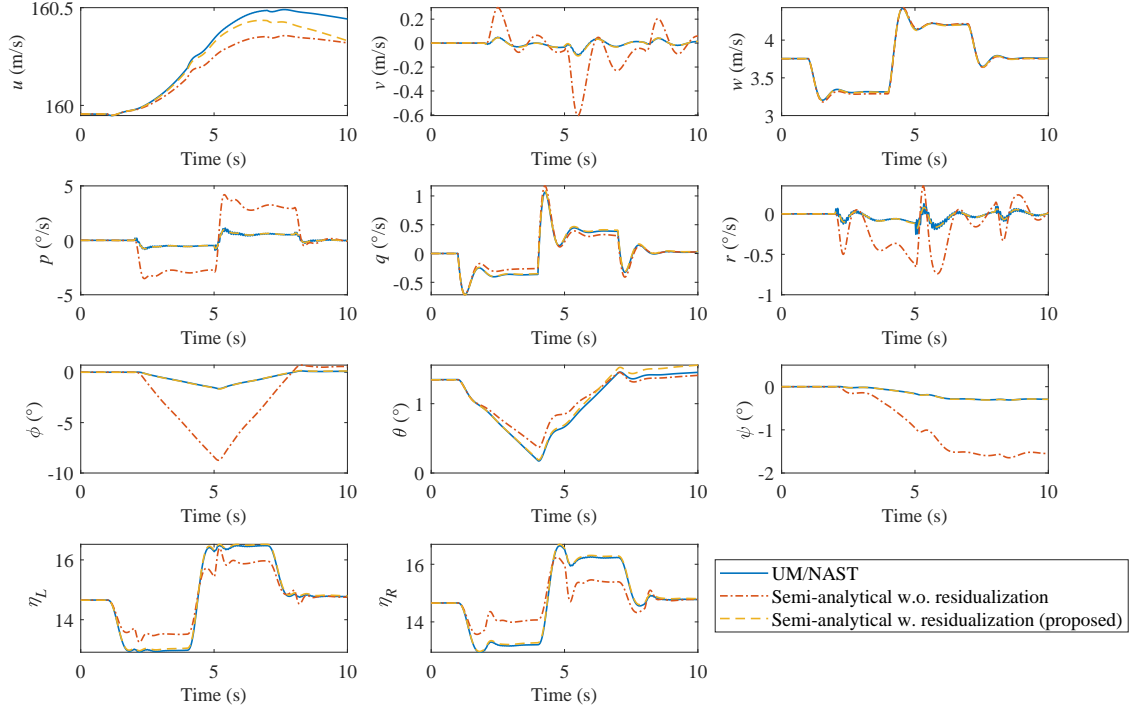 160.5
160
u (m/s)
0 5 10
Time (s)
0.2
0
-0.2
-0.4
-0.6
v (m/s)
0 5 10
Time (s)
4
3.5
3
w (m/s)
0 5 10
Time (s)
5
0
-5
p (°/s)
0 5 10
Time (s)
1
0.5
0
-0.5
q (°/s)
0 5 10
Time (s)
0
-0.5
-1
r (°/s)
0 5 10
Time (s)
0
-5
-10
ϕ (°)
0 5 10
Time (s)
1
0
θ (°)
0 5 10
Time (s)
0
-1
-2
ψ (°)
0 5 10
Time (s)
16
14
η_L
0 5 10
Time (s)
16
14
η_R
0 5 10
Time (s)
UM/NAST
Semi-analytical w.o. residualization
Semi-analytical w. residualization (proposed)